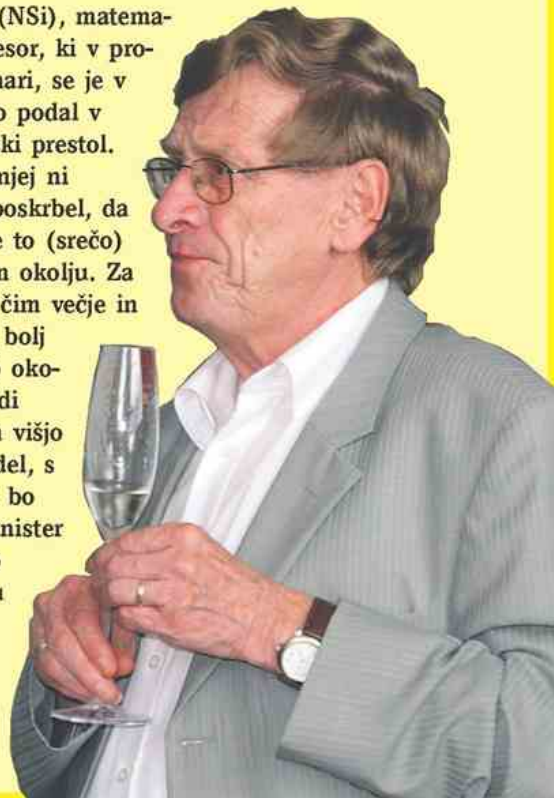 (NSi), matema-
esor, ki v pro-
nari, se je v
o podal v
ki prestol.
njej ni
poskrbel, da
e to (srečo)
n okolju. Za
čim večje in
bolj
oko-
di
višjo
del, s
bo
nister